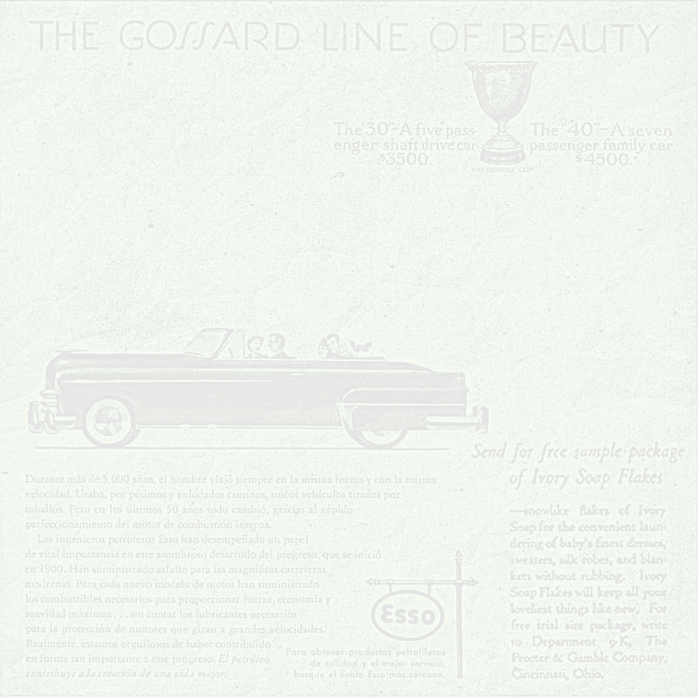 THE GOSSARD LINE OF BEAUTY
The "30"—A five pass-
enger shaft drive car
$3500.
The "40"—A seven
passenger family car
$4500.
VANDERBILT CUP
Send for free sample package
of Ivory Soap Flakes
Durante más de 5.000 años, el hombre viajó siempre en la misma forma y con la misma
velocidad. Usaba, por pésimos y enlodados caminos, toscos vehículos tirados por
caballos. Pero en los últimos 50 años todo cambió, gracias al rápido
perfeccionamiento del motor de combustión interna.
Los ingenieros petroleros Esso han desempeñado un papel
de vital importancia en este asombroso desarrollo del progreso, que se inició
en 1900. Han suministrado asfalto para las magníficas carreteras
modernas. Para cada nuevo modelo de motor han suministrado
los combustibles necesarios para proporcionar fuerza, economía y
suavidad máximas . . . sin contar los lubricantes necesarios
para la protección de motores que giran a grandes velocidades.
Realmente, estamos orgullosos de haber contribuido
en forma tan importante a este progreso. El petróleo
contribuye a la creación de una vida mejor.
Esso
Para obtener productos petrolíferos
de calidad y el mejor servicio,
busque el óvalo Esso más cercano.
—snowlike flakes of Ivory
Soap for the convenient laun-
dering of baby's finest dresses,
sweaters, silk robes, and blan-
kets without rubbing. Ivory
Soap Flakes will keep all your
loveliest things like new. For
free trial size package, write
to Department 9-K, The
Procter & Gamble Company,
Cincinnati, Ohio.